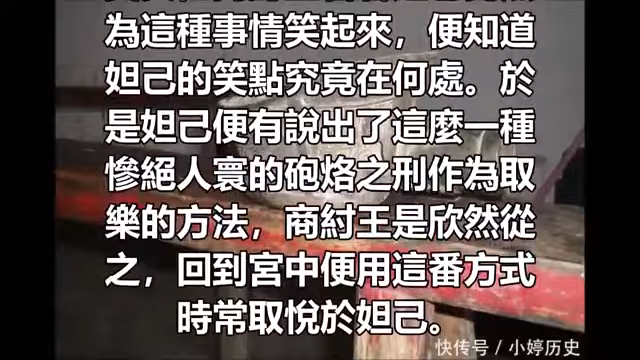 為這種事情笑起來，便知道
妲己的笑點究竟在何處。於
是妲己便有說出了這麼一種
慘絕人寰的砲烙之刑作為取
樂的方法，商紂王是欣然從
之，回到宮中便用這番方式
時常取悅於妲己。
快传号 / 小婷历史